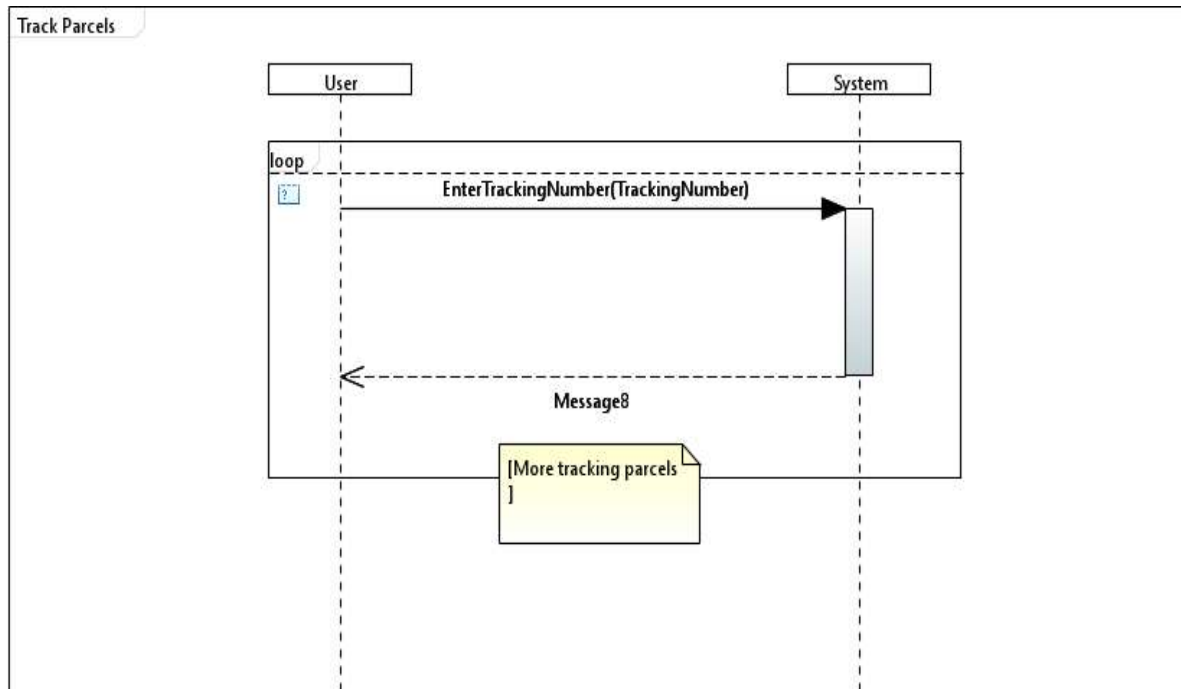 Track Parcels
User
System
loop
?
EnterTrackingNumber(TrackingNumber)
Message8
[More tracking parcels
]